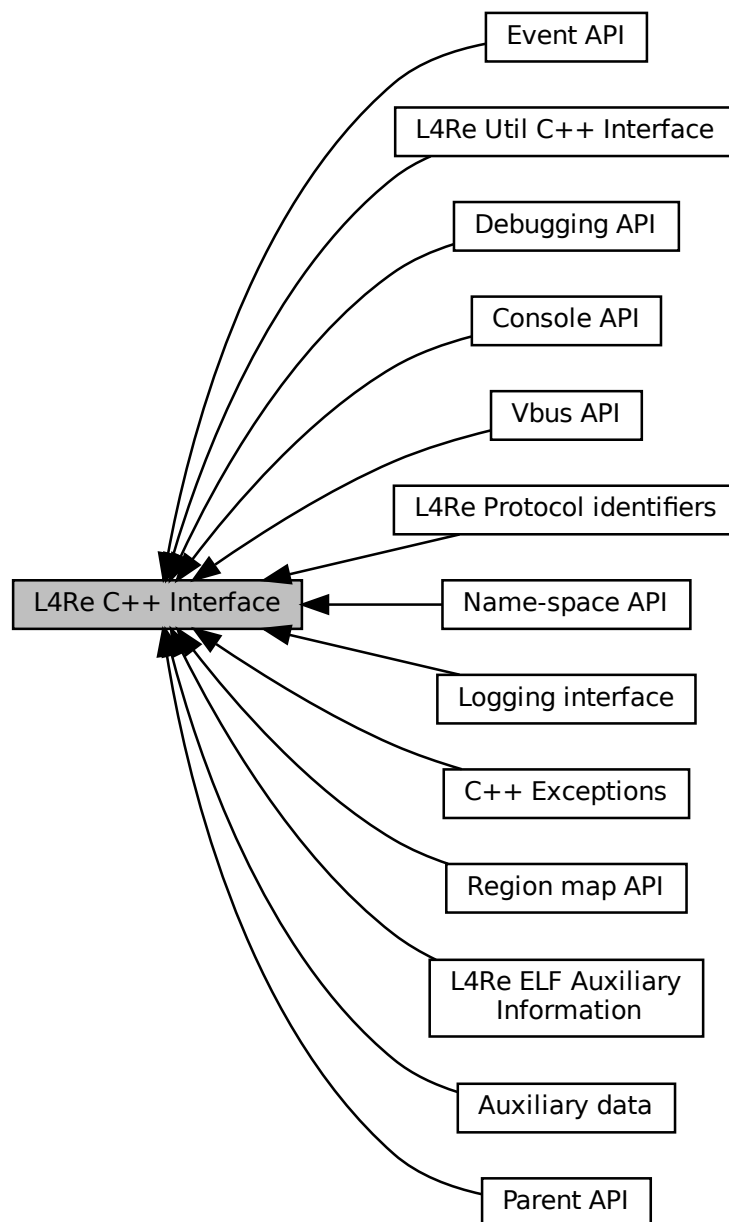 Event API
L4Re Util C++ Interface
Debugging API
Console API
Vbus API
L4Re Protocol identifiers
L4Re C++ Interface
Name-space API
Logging interface
C++ Exceptions
Region map API
L4Re ELF Auxiliary
Information
Auxiliary data
Parent API